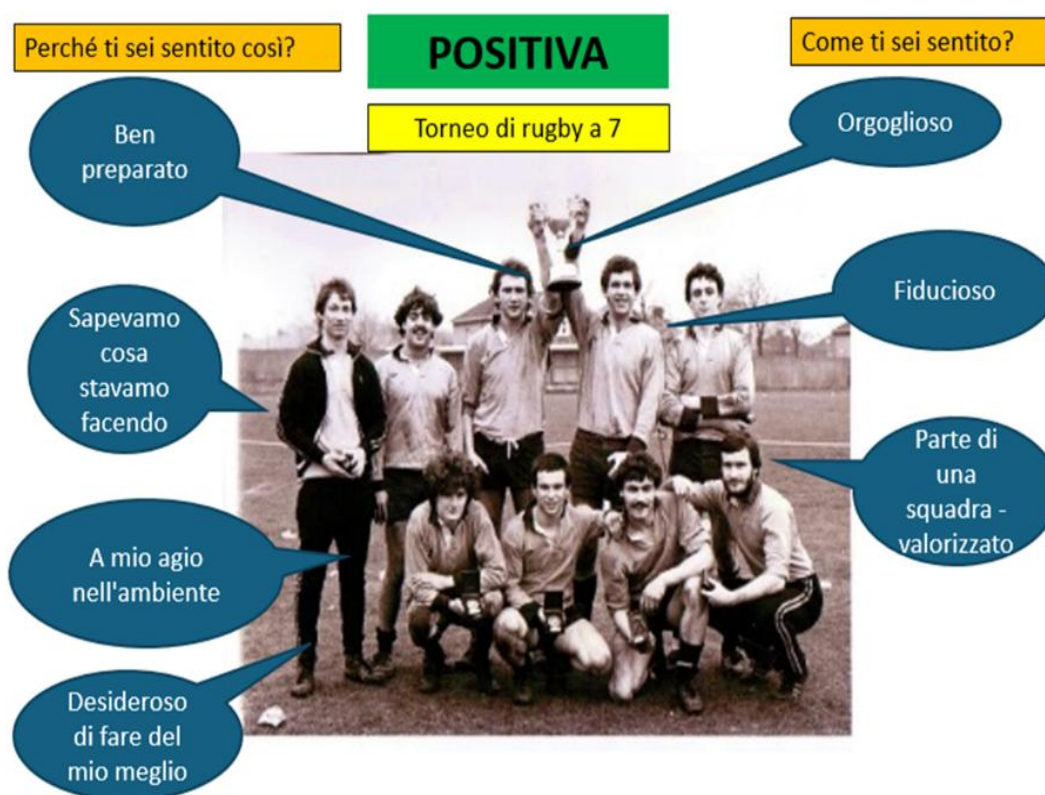 Perché ti sei sentito così?
POSITIVA
Come ti sei sentito?
Torneo di rugby a 7
Ben
preparato
Orgoglioso
Sapevamo
cosa
stavamo
facendo
Fiducioso
A mio agio
nell'ambiente
Parte di
una
squadra -
valorizzato
Desideroso
di fare del
mio meglio